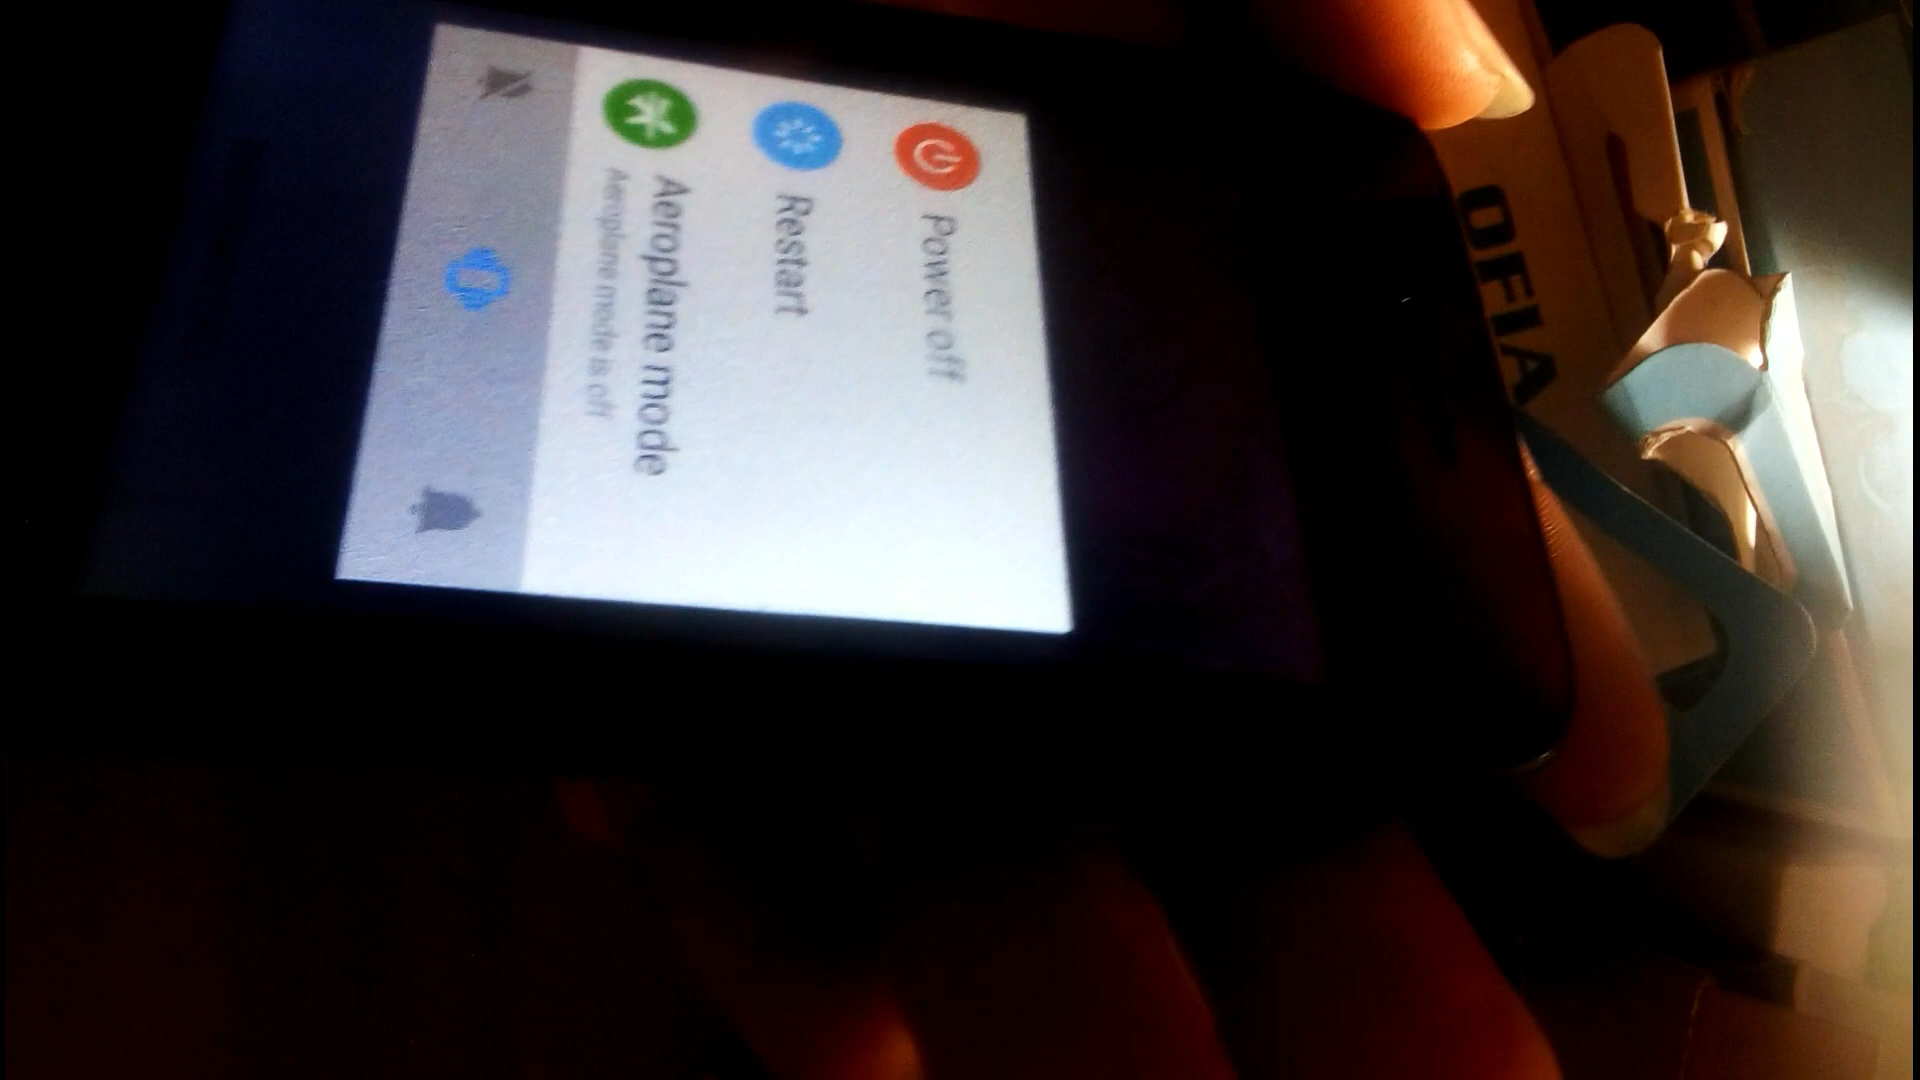 Power off
Restart
Aeroplane mode
Aeroplane mode is off
OFIA